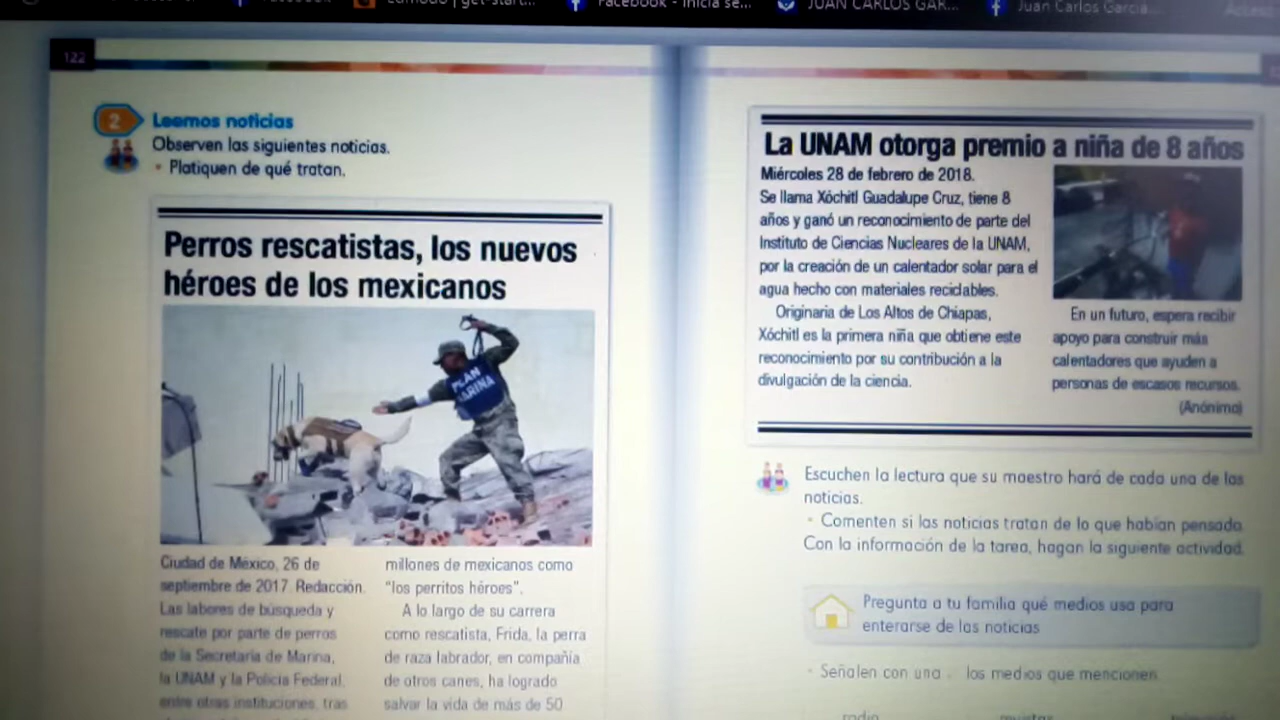 Facebook - Inicia se...
JUAN CARLOS GAR...
Juan Carlos Garcia...
122
2
Leemos noticias
Observen las siguientes noticias.
• Platiquen de qué tratan.
Perros rescatistas, los nuevos
héroes de los mexicanos
PLAN
MARINA
Ciudad de México, 26 de
septiembre de 2017. Redacción.
Las labores de búsqueda y
rescate por parte de perros
de la Secretaría de Marina,
la UNAM y la Policía Federal,
entre otras instituciones, tras
millones de mexicanos como
"los perritos héroes".
A lo largo de su carrera
como rescatista, Frida, la perra
de raza labrador, en compañía
de otros canes, ha logrado
salvar la vida de más de 50
La UNAM otorga premio a niña de 8 años
Miércoles 28 de febrero de 2018.
Se llama Xóchitl Guadalupe Cruz, tiene 8
años y ganó un reconocimiento de parte del
Instituto de Ciencias Nucleares de la UNAM,
por la creación de un calentador solar para el
agua hecho con materiales reciclables.
Originaria de Los Altos de Chiapas,
Xóchitl es la primera niña que obtiene este
reconocimiento por su contribución a la
divulgación de la ciencia.
En un futuro, espera recibir
apoyo para construir más
calentadores que ayuden a
personas de escasos recursos.
(Anónimo)
Escuchen la lectura que su maestro hará de cada una de las
noticias.
• Comenten si las noticias tratan de lo que habían pensado.
Con la información de la tarea, hagan la siguiente actividad.
Pregunta a tu familia qué medios usa para
enterarse de las noticias
• Señalen con una los medios que mencionen.
radio